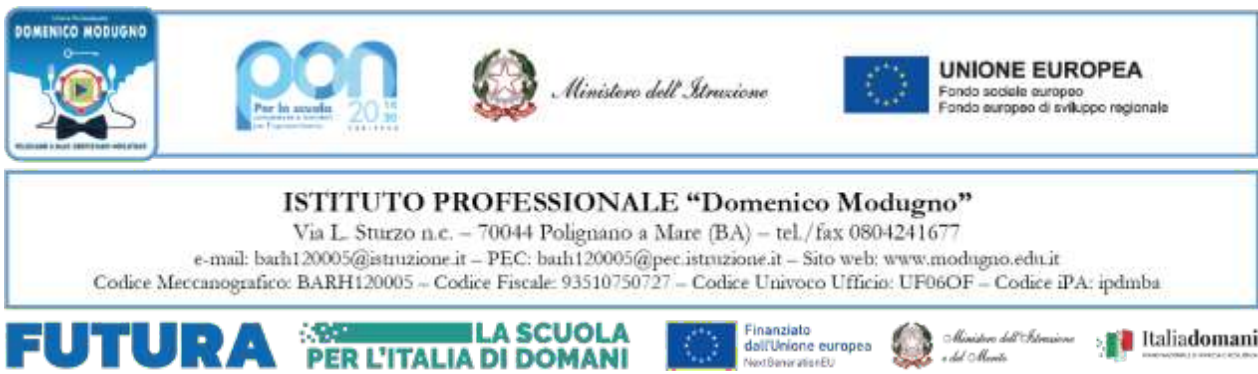 DOMENICO MODUGNO
pon
Per la scuola
per l'apprendimento
20
Ministero dell'Istruzione
UNIONE EUROPEA
Fondo sociale europeo
Fondo europeo di sviluppo regionale
ISTITUTO PROFESSIONALE “Domenico Modugno”
Via L. Sturzo n.c. – 70044 Polignano a Mare (BA) – tel./fax 0804241677
e-mail: barh120005@istruzione.it – PEC: barh120005@pec.istruzione.it – Sito web: www.modugno.edu.it
Codice Meccanografico: BARH120005 – Codice Fiscale: 93510750727 – Codice Univoco Ufficio: UF06OF – Codice iPA: ipdmba
FUTURA
LA SCUOLA
PER L'ITALIA DI DOMANI
Finanziato
dall'Unione europea
NextGenerationEU
Ministero dell'Istruzione
e del Merito
Italiadomani